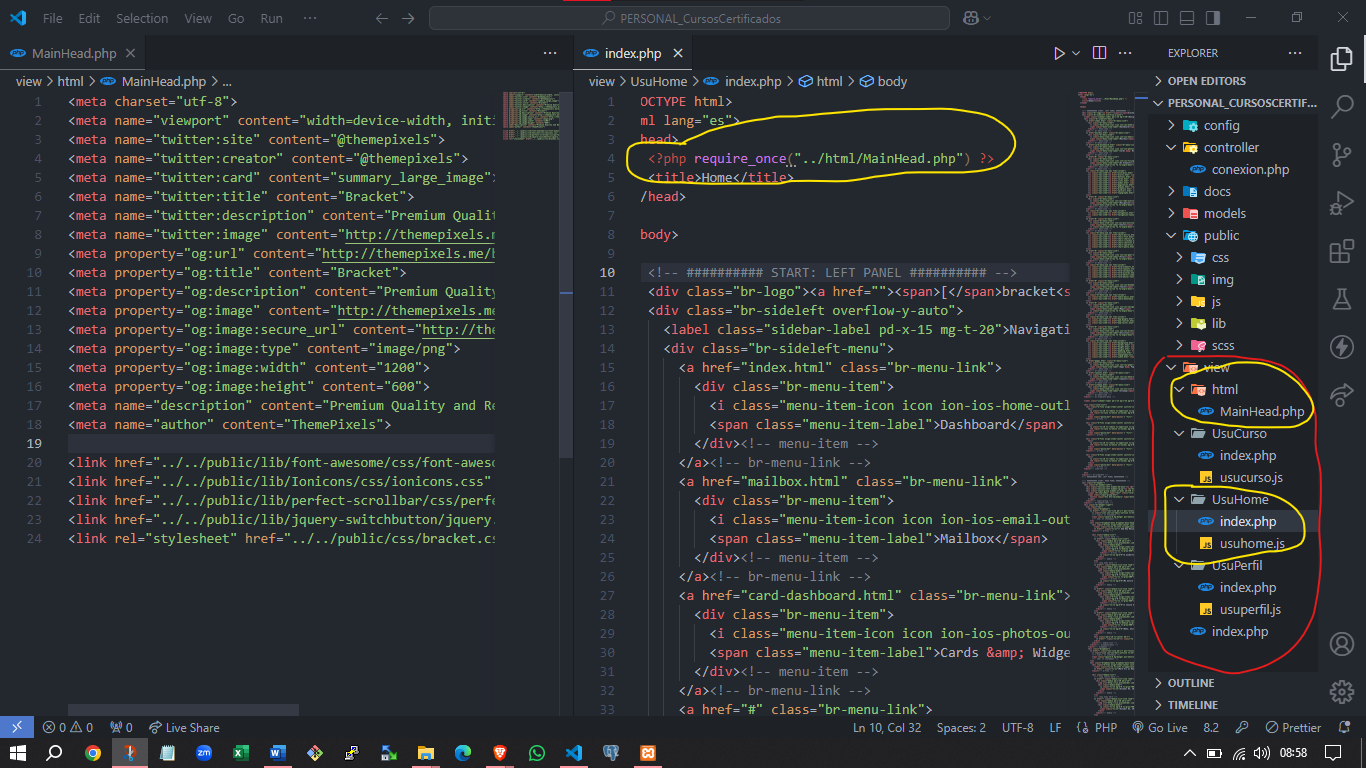 File Edit Selection View Go Run ··· PERSONAL_CursosCertificados
MainHead.php
view > html > MainHead.php > ...
1 <meta charset="utf-8">
2 <meta name="viewport" content="width=device-width, initi
3 <meta name="twitter:site" content="@themepixels">
4 <meta name="twitter:creator" content="@themepixels">
5 <meta name="twitter:card" content="summary_large_image">
6 <meta name="twitter:title" content="Bracket">
7 <meta name="twitter:description" content="Premium Qualit
8 <meta name="twitter:image" content="http://themepixels.m
9 <meta property="og:url" content="http://themepixels.me/b
10 <meta property="og:title" content="Bracket">
11 <meta property="og:description" content="Premium Quality
12 <meta property="og:image" content="http://themepixels.me
13 <meta property="og:image:secure_url" content="http://the
14 <meta property="og:image:type" content="image/png">
15 <meta property="og:image:width" content="1200">
16 <meta property="og:image:height" content="600">
17 <meta name="description" content="Premium Quality and Re
18 <meta name="author" content="ThemePixels">
19
20 <link href="../../public/lib/font-awesome/css/font-aweso
21 <link href="../../public/lib/Ionicons/css/ionicons.css"
22 <link href="../../public/lib/perfect-scrollbar/css/perfe
23 <link href="../../public/lib/jquery-switchbutton/jquery.
24 <link rel="stylesheet" href="../../public/css/bracket.cs
index.php
view > UsuHome > index.php > html > body
1 OCTYPE html>
2 ml lang="es">
3 head>
4 <?php require_once("../html/MainHead.php") ?>
5 <title>Home</title>
6 /head>
7
8 body>
9
10 <!-- ########## START: LEFT PANEL ########## -->
11 <div class="br-logo"><a href=""><span>[</span>bracket<s
12 <div class="br-sideleft overflow-y-auto">
13 <label class="sidebar-label pd-x-15 mg-t-20">Navigati
14 <div class="br-sideleft-menu">
15 <a href="index.html" class="br-menu-link">
16 <div class="br-menu-item">
17 <i class="menu-item-icon icon ion-ios-home-outl
18 <span class="menu-item-label">Dashboard</span>
19 </div><!-- menu-item -->
20 </a><!-- br-menu-link -->
21 <a href="mailbox.html" class="br-menu-link">
22 <div class="br-menu-item">
23 <i class="menu-item-icon icon ion-ios-email-out
24 <span class="menu-item-label">Mailbox</span>
25 </div><!-- menu-item -->
26 </a><!-- br-menu-link -->
27 <a href="card-dashboard.html" class="br-menu-link">
28 <div class="br-menu-item">
29 <i class="menu-item-icon icon ion-ios-photos-ou
30 <span class="menu-item-label">Cards &amp; Widge
31 </div><!-- menu-item -->
32 </a><!-- br-menu-link -->
33 <a href="#" class="br-menu-link">
EXPLORER
OPEN EDITORS
PERSONAL_CURSOSCERTIF...
config
controller
conexion.php
docs
models
public
css
img
js
lib
scss
view
html
MainHead.php
UsuCurso
index.php
usucurso.js
UsuHome
index.php
usuhome.js
UsuPerfil
index.php
usuperfil.js
index.php
OUTLINE
TIMELINE
0 0 0 Live Share Ln 10, Col 32 Spaces: 2 UTF-8 LF PHP Go Live 8.2 Prettier
08:58